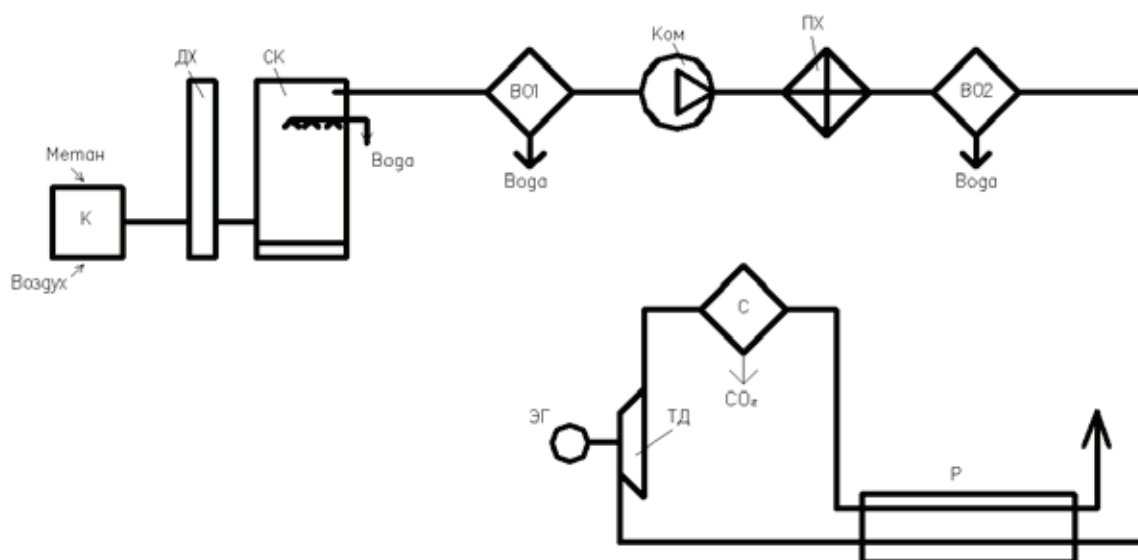 ДХ
СК
Ком
ПХ
ВО1
ВО2
Вода
Вода
Вода
Метан
К
Воздух
С
CO₂
ЭГ
ТД
Р